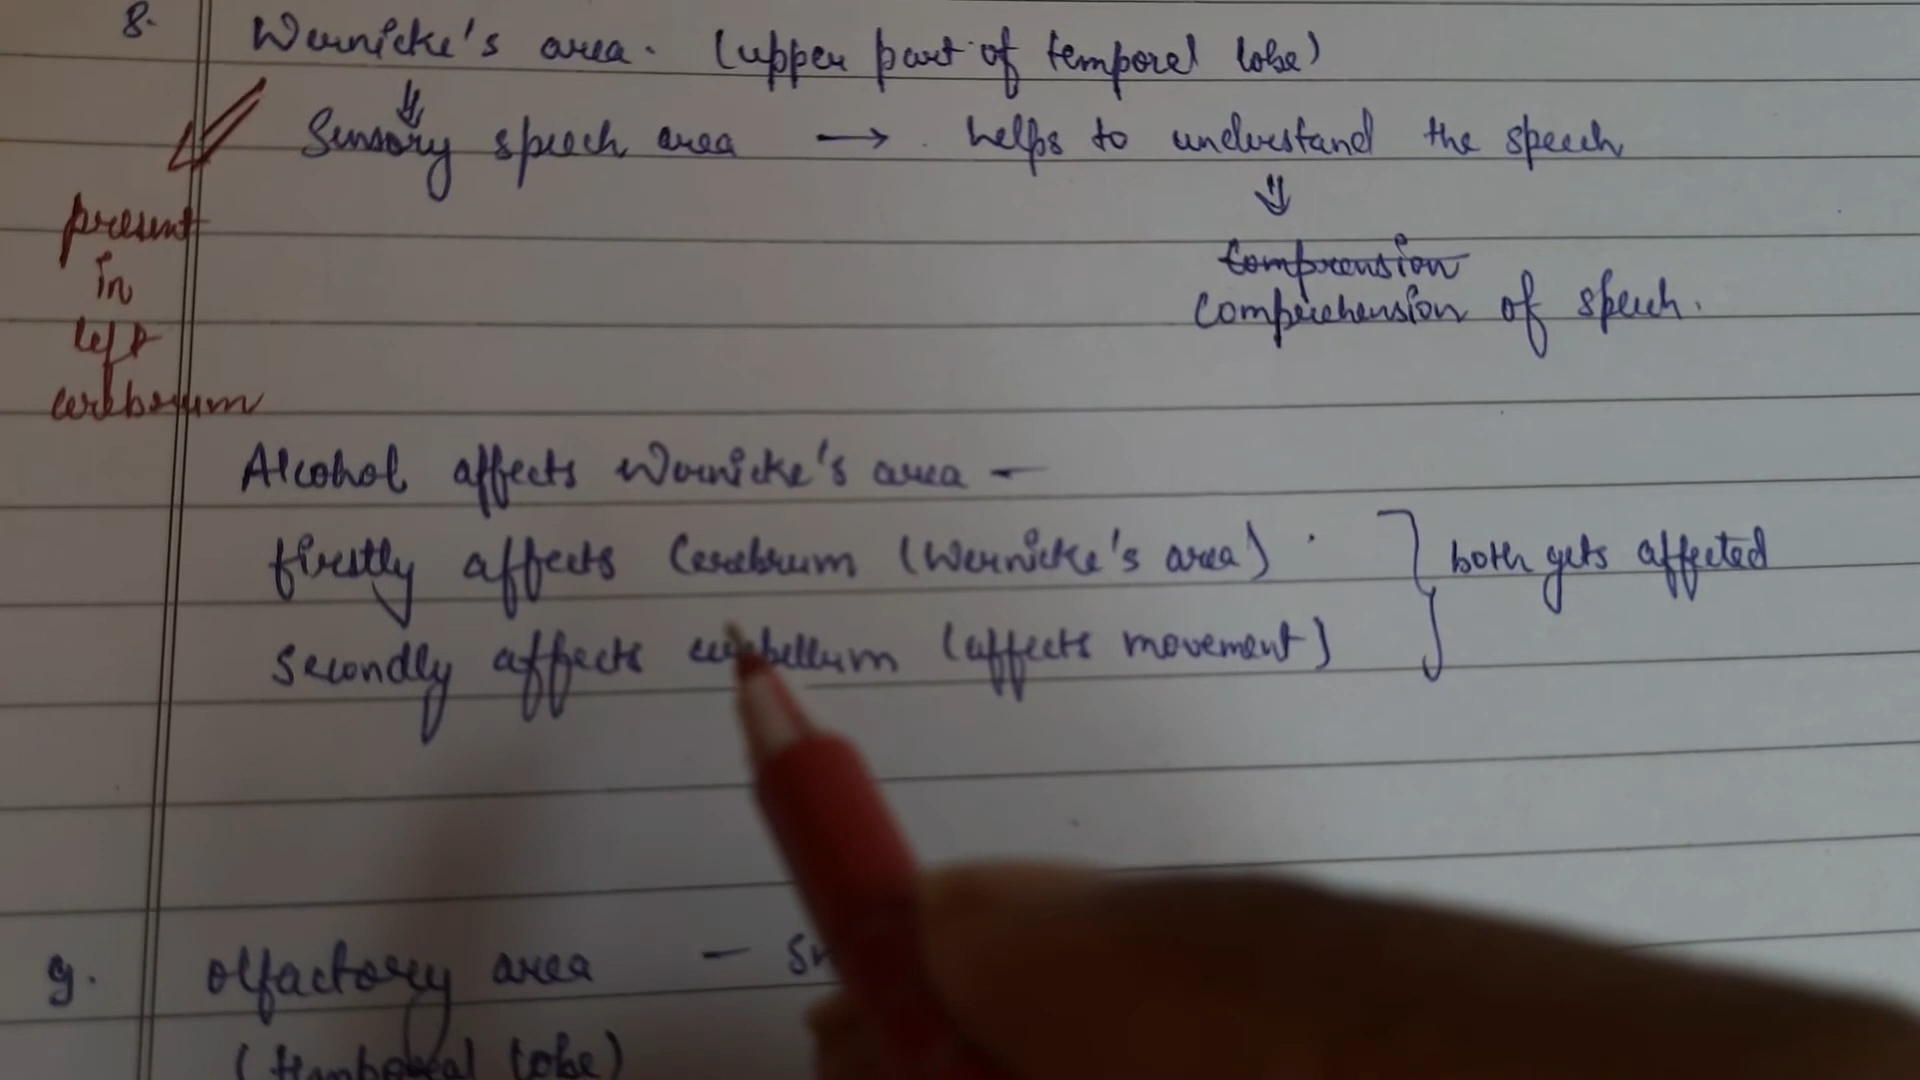 8. Wernicke's area. (upper part of temporal lobe)
Sensory speech area → helps to understand the speech
present
in
left
cerebrum
Comprension
Comprehension of speech.
Alcohol affects Wernicke's area –
firstly affects Cerebrum (Wernicke's area)
both gets affected
Secondly affects cerebellum (affects movement)
9. olfactory area –
(temporal lobe)